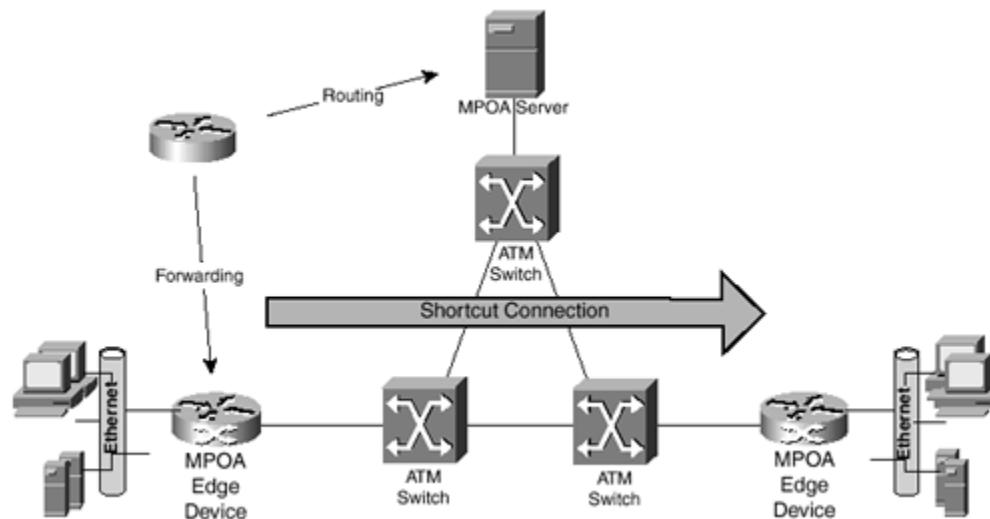 Routing
MPOA Server
ATM
Switch
Forwarding
Shortcut Connection
Ethernet
MPOA
Edge
Device
ATM
Switch
ATM
Switch
MPOA
Edge
Device
Ethernet